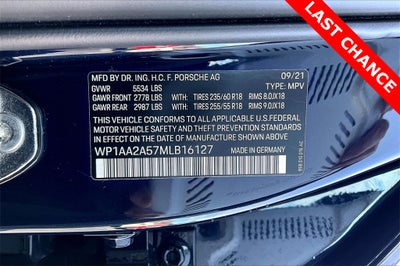 LAST CHANCE
MFD. BY DR. ING. H.C. F. PORSCHE AG 09/21
GVWR 5534 LBS TYPE: MPV
GAWR FRONT 2778 LBS WITH TIRES 235/60 R18 RIMS 8.0JX18
GAWR REAR 2987 LBS WITH TIRES 255/55 R18 RIMS 9.0JX18
THIS VEHICLE CONFORMS TO ALL APPLICABLE FEDERAL
MOTOR VEHICLE SAFETY, BUMPER, AND THEFT PREVENTION STANDARDS
IN EFFECT ON THE DATE OF MANUFACTURE SHOWN ABOVE.
WP1AA2A57MLB16127